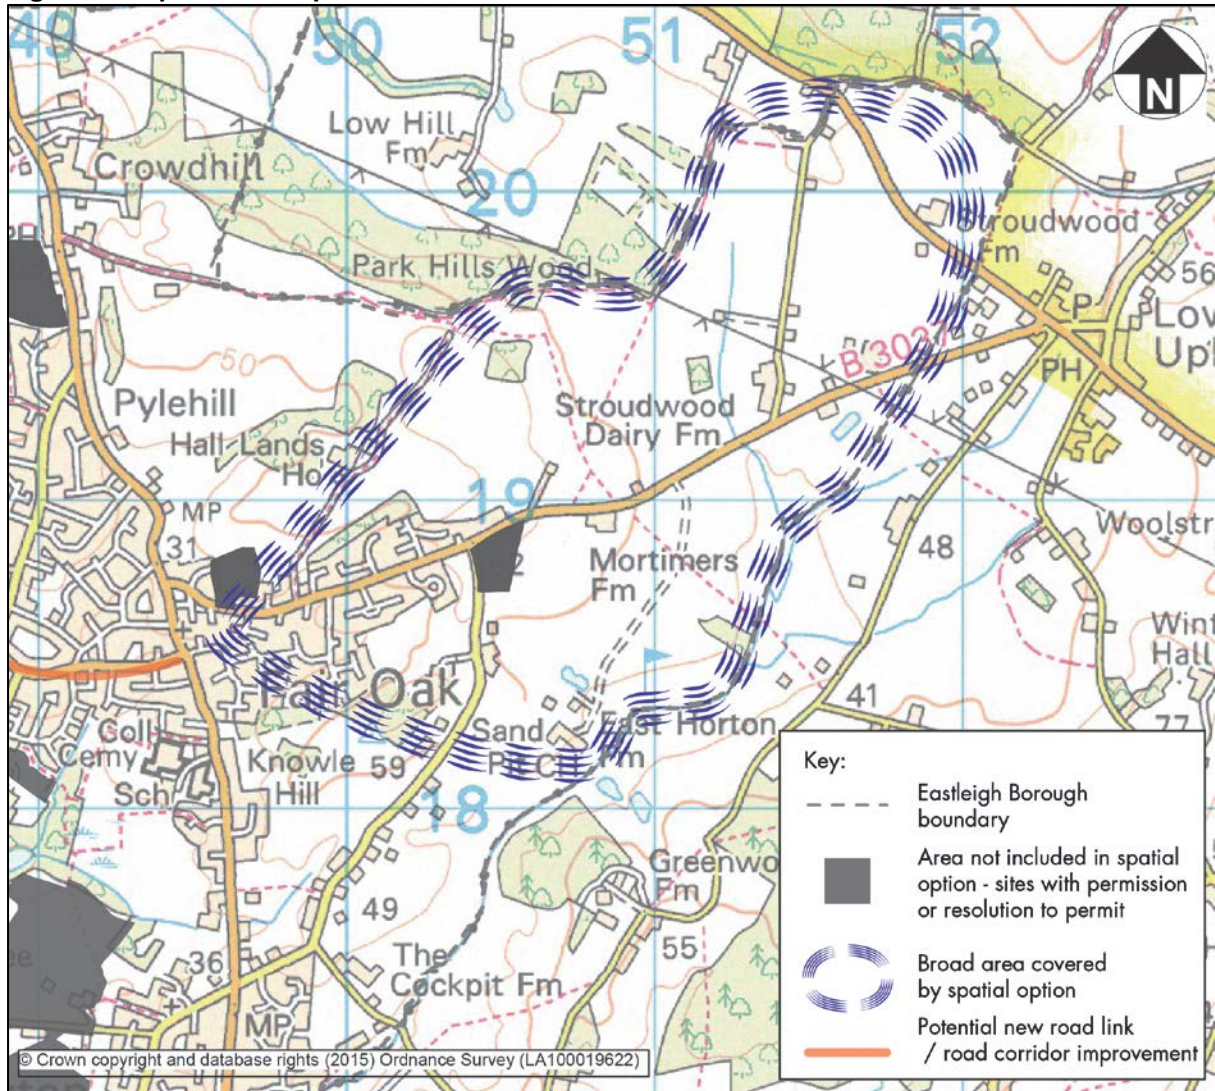 49
50
51
52
N
Low Hill
Fm
Crowdhill
20
Stroudwood
Fm
Park Hills Wood
56
P
B 3037
PH
50
Pylehill
Stroudwood
Dairy Fm
Hall Lands
Ho
19
MP
31
Woolstr
48
Mortimers
Fm
Wint
Hall
Fair Oak
41
Sand
East Horton
Fm
77
Coll
Cemy
Knowle
Hill
59
Sch
18
Greenwo
Fm
49
55
The
Cockpit Fm
36
MP
Key:
Eastleigh Borough
boundary
Area not included in spatial
option - sites with permission
or resolution to permit
Broad area covered
by spatial option
Potential new road link
/ road corridor improvement
© Crown copyright and database rights (2015) Ordnance Survey (LA100019622)